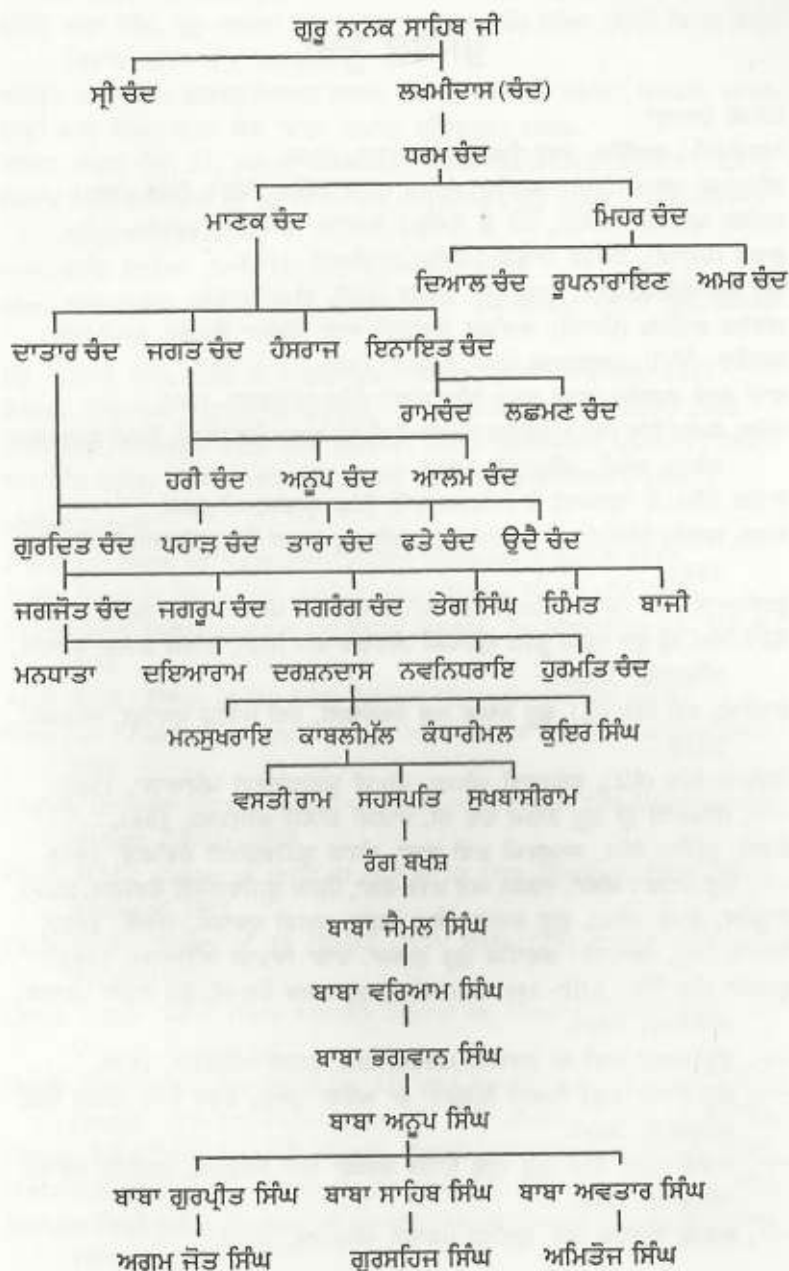 ਗੁਰੂ ਨਾਨਕ ਸਾਹਿਬ ਜੀ
ਸ੍ਰੀ ਚੰਦ ਲਖਮੀਦਾਸ (ਚੰਦ)
ਧਰਮ ਚੰਦ
ਮਾਣਕ ਚੰਦ ਮਿਹਰ ਚੰਦ
ਦਿਆਲ ਚੰਦ ਰੂਪਨਾਰਾਇਣ ਅਮਰ ਚੰਦ
ਦਾਤਾਰ ਚੰਦ ਜਗਤ ਚੰਦ ਹੰਸਰਾਜ ਇਨਾਇਤ ਚੰਦ
ਰਾਮਚੰਦ ਲਛਮਣ ਚੰਦ
ਹਰੀ ਚੰਦ ਅਨੂਪ ਚੰਦ ਆਲਮ ਚੰਦ
ਗੁਰਦਿਤ ਚੰਦ ਪਹਾੜ ਚੰਦ ਤਾਰਾ ਚੰਦ ਫਤੇ ਚੰਦ ਉਦੈ ਚੰਦ
ਜਗਜੋਤ ਚੰਦ ਜਗਰੂਪ ਚੰਦ ਜਗਰੰਗ ਚੰਦ ਤੇਗ ਸਿੰਘ ਹਿੰਮਤ ਬਾਜੀ
ਮਨਧਾਤਾ ਦਇਆਰਾਮ ਦਰਸ਼ਨਦਾਸ ਨਵਨਿਧਰਾਇ ਹੁਰਮਤਿ ਚੰਦ
ਮਨਸੁਖਰਾਇ ਕਾਬਲੀਮੱਲ ਕੰਧਾਰੀਮਲ ਕੁਇਰ ਸਿੰਘ
ਵਸਤੀ ਰਾਮ ਸਹਸਪਤਿ ਸੁਖਬਾਸੀਰਾਮ
ਰੰਗ ਬਖਸ਼
ਬਾਬਾ ਜੈਮਲ ਸਿੰਘ
ਬਾਬਾ ਵਰਿਆਮ ਸਿੰਘ
ਬਾਬਾ ਭਗਵਾਨ ਸਿੰਘ
ਬਾਬਾ ਅਨੂਪ ਸਿੰਘ
ਬਾਬਾ ਗੁਰਪ੍ਰੀਤ ਸਿੰਘ ਬਾਬਾ ਸਾਹਿਬ ਸਿੰਘ ਬਾਬਾ ਅਵਤਾਰ ਸਿੰਘ
ਅਗਮ ਜੋਤ ਸਿੰਘ ਗੁਰਸਹਿਜ ਸਿੰਘ ਅਮਿਤੋਜ ਸਿੰਘ